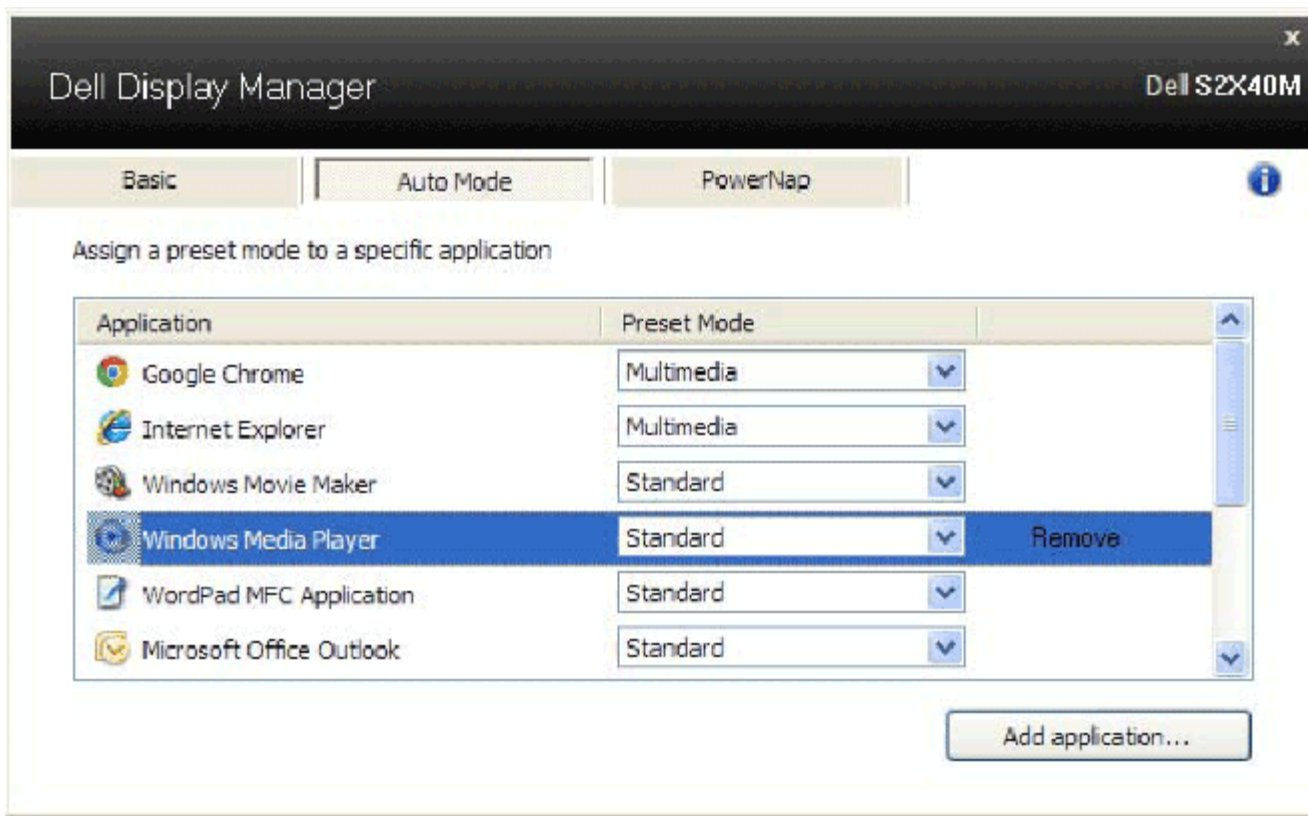 x
Dell Display Manager
Dell S2X40M
Basic
Auto Mode
PowerNap
i
Assign a preset mode to a specific application
Application
Preset Mode
Google Chrome
Multimedia
Internet Explorer
Multimedia
Windows Movie Maker
Standard
Windows Media Player
Standard
Remove
WordPad MFC Application
Standard
Microsoft Office Outlook
Standard
Add application...